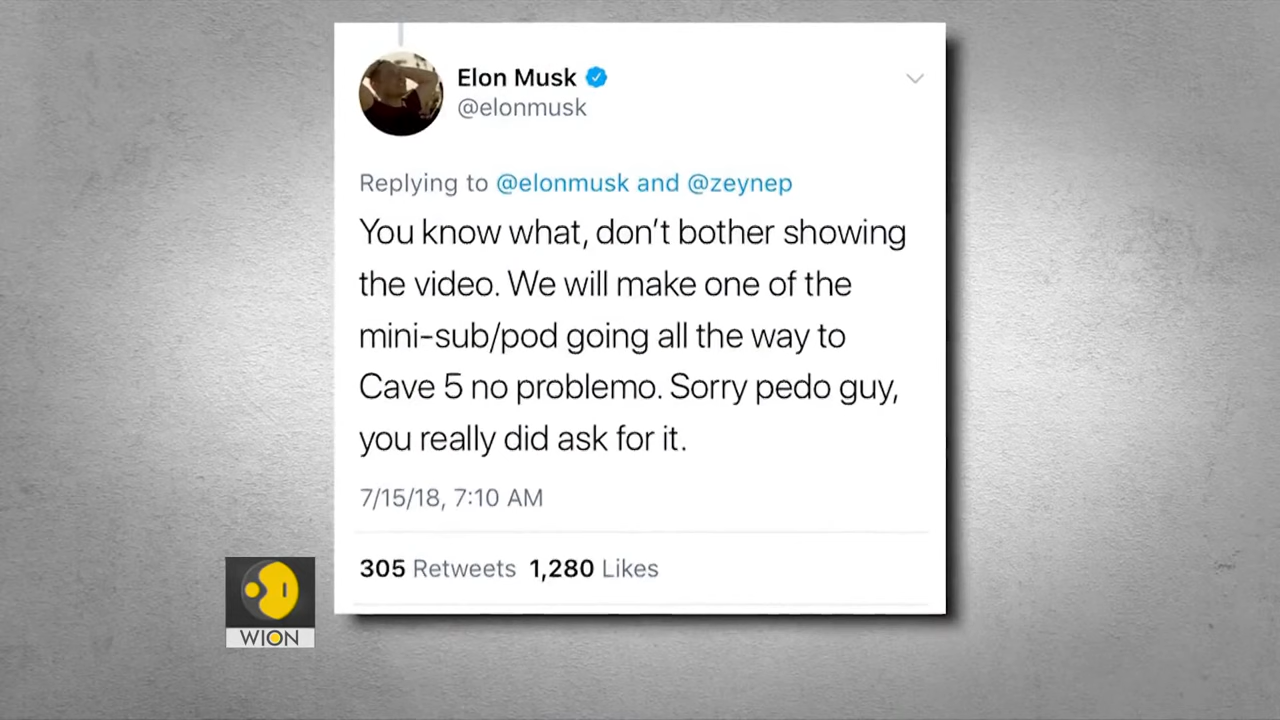 Elon Musk
@elonmusk
Replying to @elonmusk and @zeynep
You know what, don't bother showing
the video. We will make one of the
mini-sub/pod going all the way to
Cave 5 no problemo. Sorry pedo guy,
you really did ask for it.
7/15/18, 7:10 AM
305 Retweets 1,280 Likes
WION